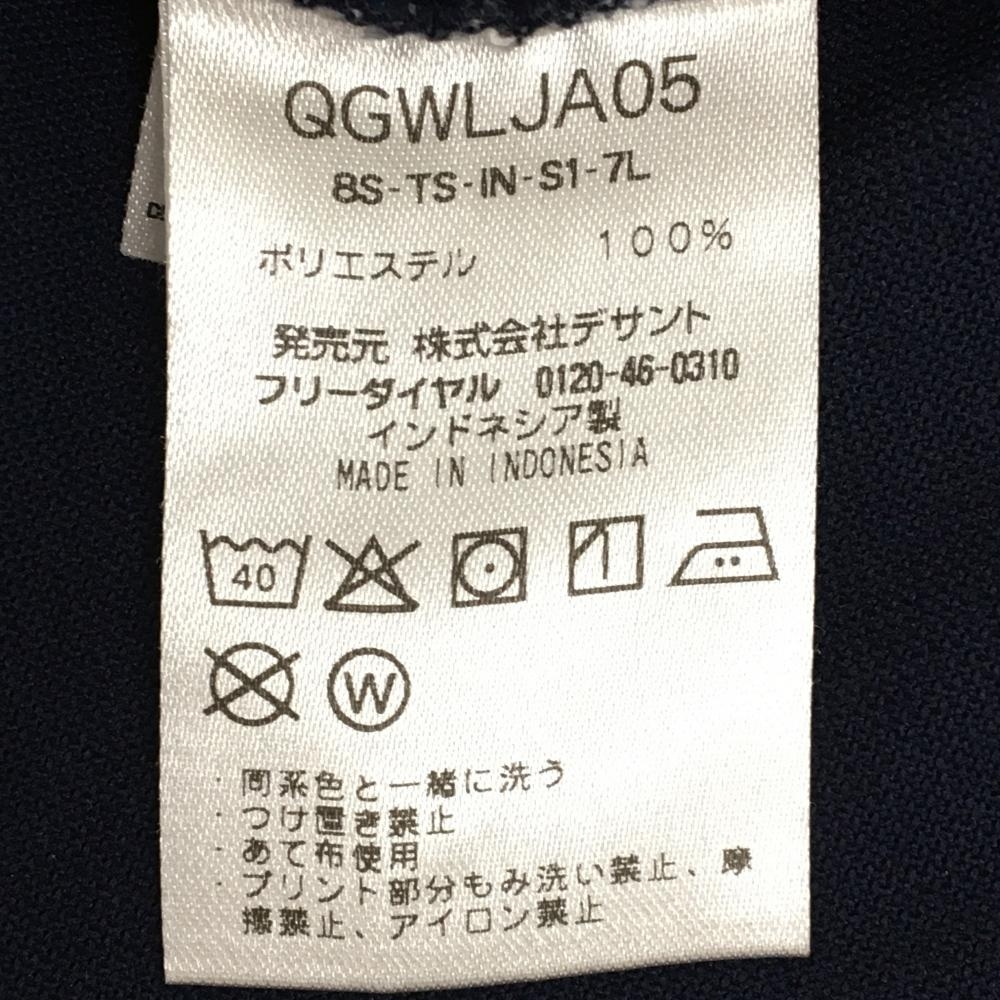 QGWLJA05
8S-TS-IN-S1-7L
ポリエステル 100%
発売元 株式会社デサント
フリーダイヤル 0120-46-0310
インドネシア製
MADE IN INDONESIA
40
W
・同系色と一緒に洗う
・つけ置き禁止
・あて布使用
・プリント部分もみ洗い禁止、摩
擦禁止、アイロン禁止